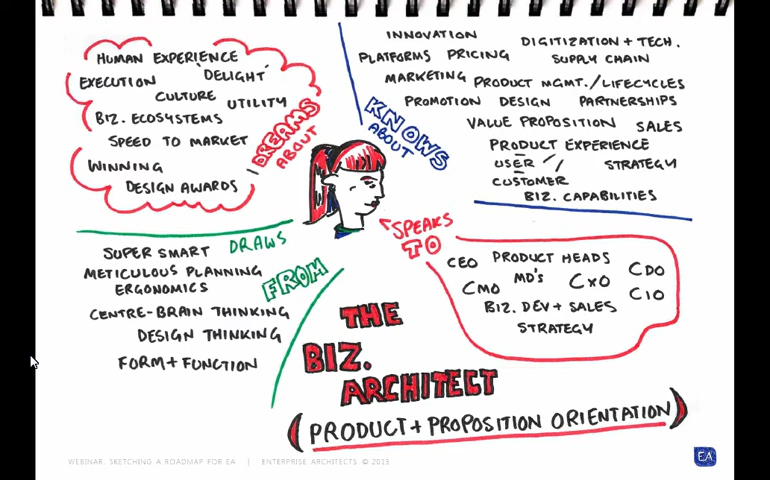 HUMAN EXPERIENCE
EXECUTION DELIGHT
CULTURE UTILITY
BIZ. ECOSYSTEMS
SPEED TO MARKET
WINNING
DESIGN AWARDS
DREAMS
ABOUT
INNOVATION
DIGITIZATION + TECH.
PLATFORMS PRICING SUPPLY CHAIN
MARKETING PRODUCT MGMT./LIFECYCLES
PROMOTION DESIGN PARTNERSHIPS
VALUE PROPOSITION SALES
PRODUCT EXPERIENCE
USER // STRATEGY
CUSTOMER
BIZ. CAPABILITIES
KNOWS
ABOUT
SUPER SMART
METICULOUS PLANNING
ERGONOMICS
CENTRE-BRAIN THINKING
DESIGN THINKING
FORM + FUNCTION
DRAWS
FROM
SPEAKS
TO
CEO PRODUCT HEADS
CMO MD'S CXO CDO
BIZ. DEV + SALES CIO
STRATEGY
THE
BIZ.
ARCHITECT
(PRODUCT + PROPOSITION ORIENTATION)
WEBINAR. SKETCHING A ROADMAP FOR EA | ENTERPRISE ARCHITECTS © 2013
EA